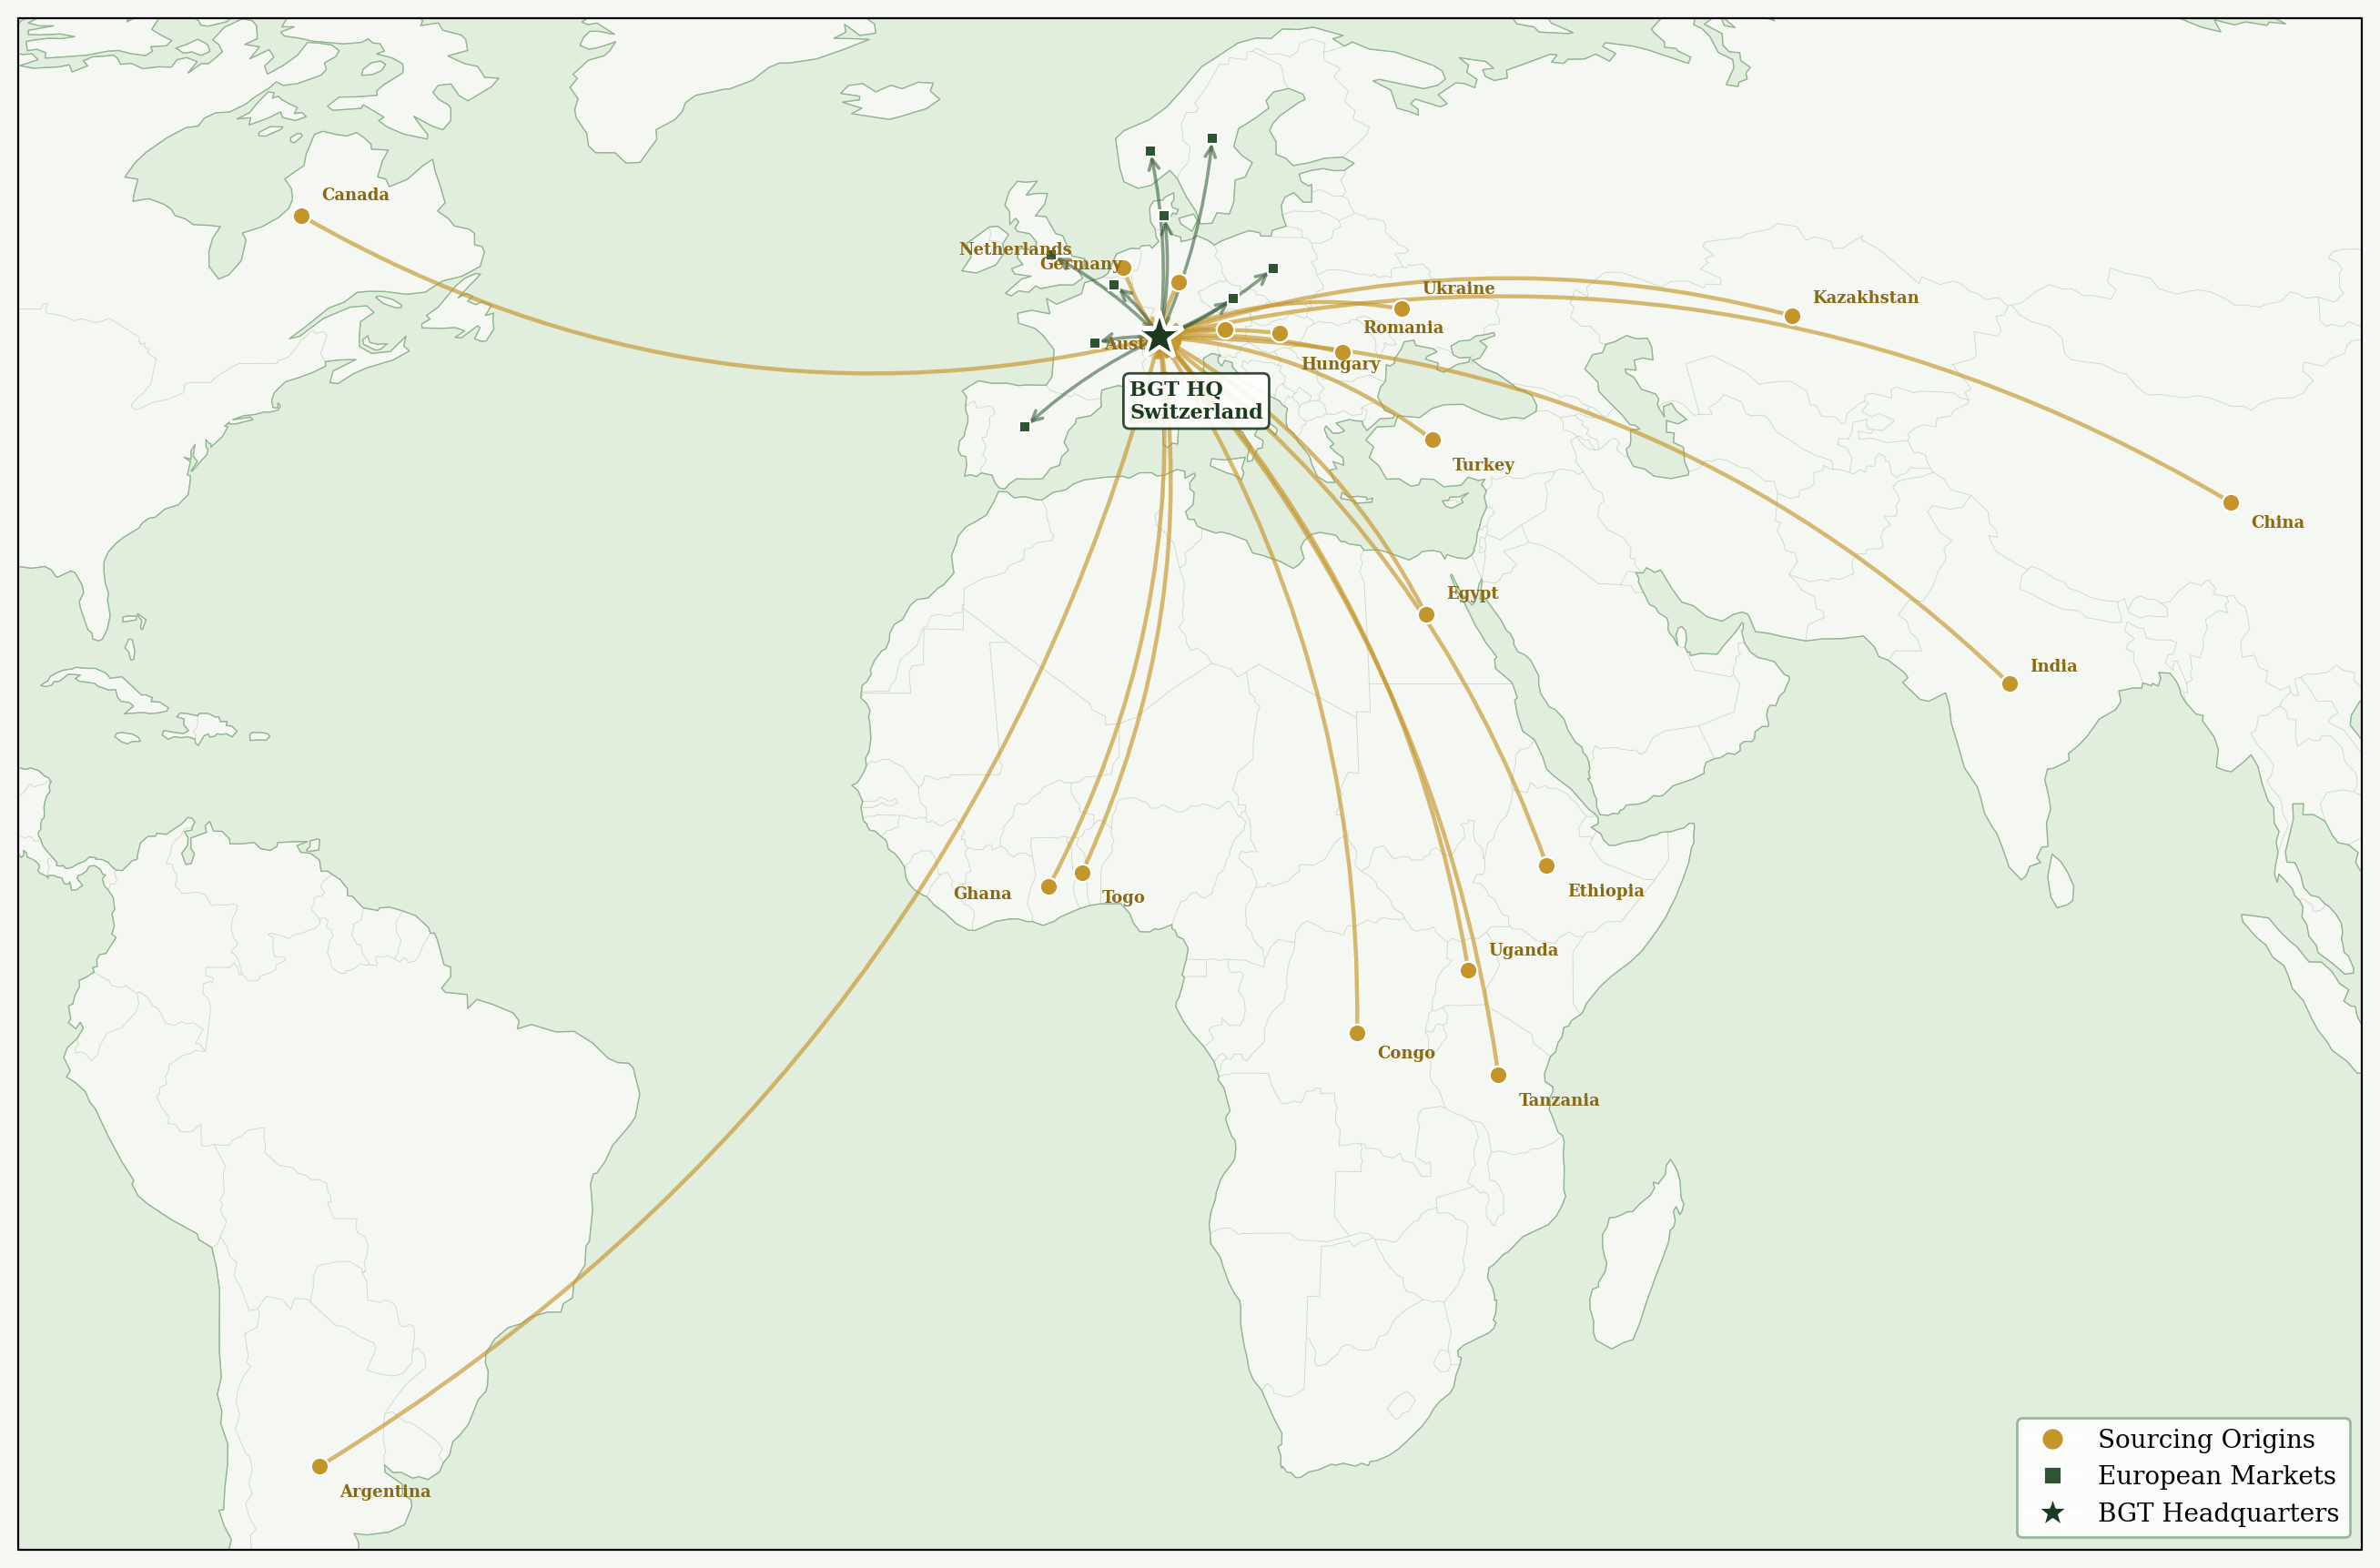 Canada
Netherlands
Germany
Ukraine
Kazakhstan
Romania
Aust
Hungary
BGT HQ
Switzerland
Turkey
China
Egypt
India
Ghana
Togo
Ethiopia
Uganda
Congo
Tanzania
Argentina
Sourcing Origins
European Markets
BGT Headquarters